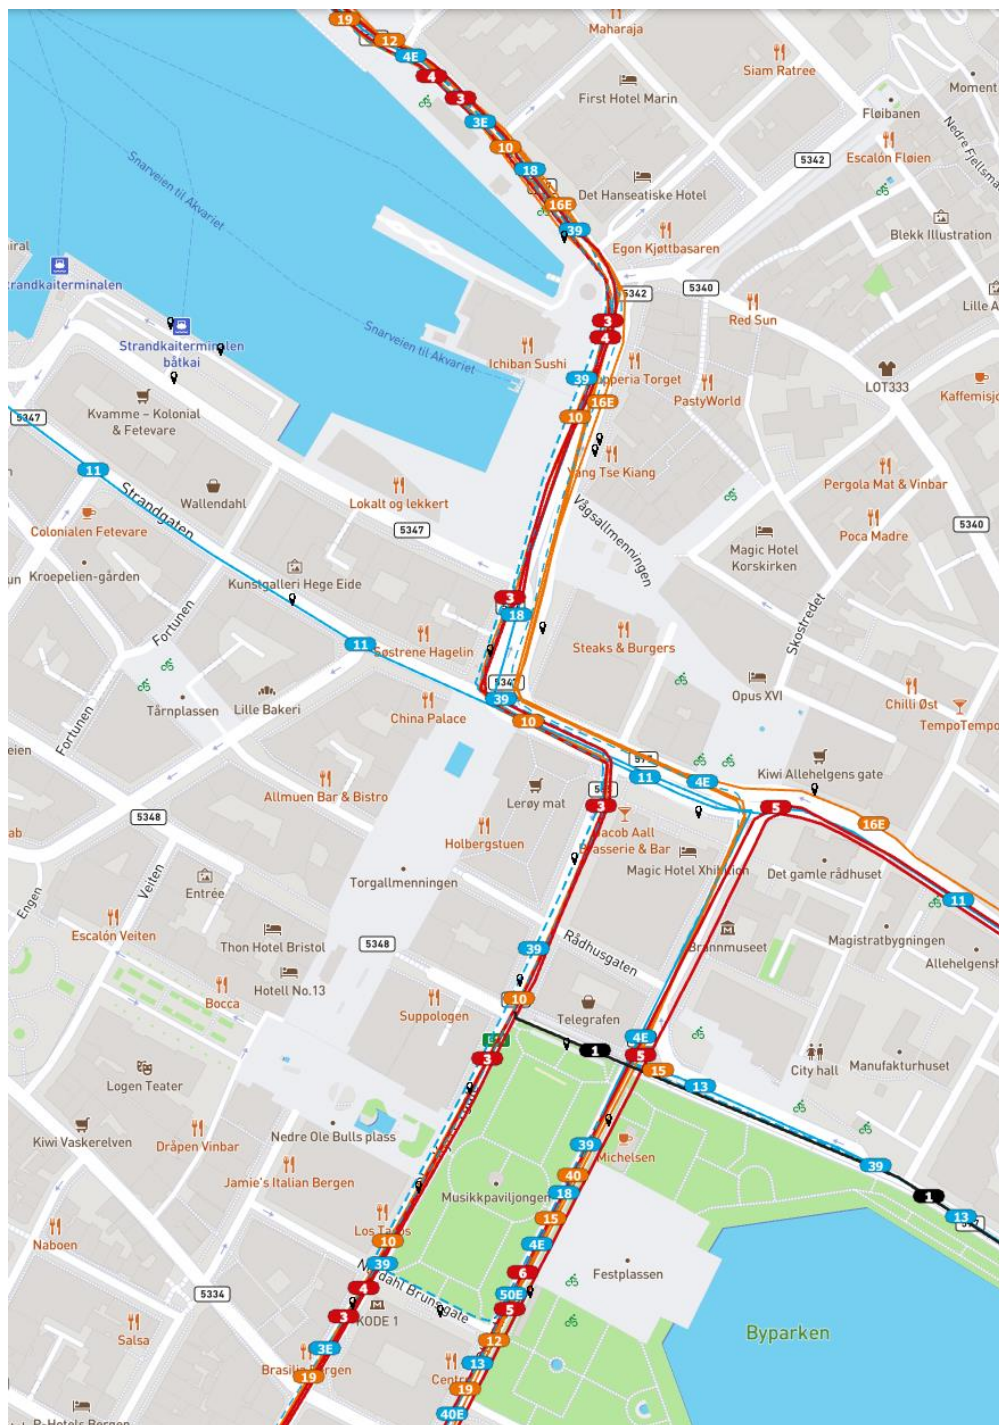 19
12
4E
4
3
3E
10
18
16E
39
Maharaja
Siam Ratree
Moment
First Hotel Marin
Fløibanen
5342
Escalón Fløien
Nedre Fjellsma
Det Hanseatiske Hotel
Snarveien til Akvariet
Egon Kjøttbasaren
Blekk Illustration
Strandkaiterminalen
båtkai
5342
5340
Lille
3
4
Red Sun
Snarveien til Akvariet
Ichiban Sushi
39
LOT333
Kaffemisjo
16E
10
PastyWorld
Kvamme – Kolonial
& Fetevare
5347
11
Yang Tse Kiang
Pergola Mat & Vinbar
Strandgaten
Wallendahl
Lokalt og lekkert
Vågsallmenningen
5340
Colonialen Fetevare
5347
Poca Madre
Magic Hotel
Korskirken
Kroepelien-gården
Kunstgalleri Hege Eide
Fortunen
3
18
Skostredet
11
Søstrene Hagelin
Steaks & Burgers
Opus XVI
Tårnplassen
Lille Bakeri
39
10
China Palace
Chilli Øst
TempoTempo
Fortunen
11
4E
Kiwi Allehelgens gate
Allmuen Bar & Bistro
Lerøy mat
3
5
16E
5348
Jacob Aall
Brasserie & Bar
Holbergstuen
Magic Hotel Xhibition
Det gamle rådhuset
Veiten
Engen
Entrée
Torgallmenningen
11
Escalón Veiten
Thon Hotel Bristol
5348
39
Rådhusgaten
Brannmuseet
Magistratbygningen
Hotell No.13
Bocca
Suppologen
10
Telegrafen
4E
5
1
15
13
City hall
Manufakturhuset
3
Logen Teater
Kiwi Vaskerelven
Dråpen Vinbar
Nedre Ole Bulls plass
39
Michelsen
39
1
13
Jamie's Italian Bergen
Musikkpaviljongen
40
18
15
4E
Los Tacos
10
39
Naboen
6
Festplassen
50E
5
Nordahl Brunsgate
5334
4
3
KODE 1
12
Byparken
Salsa
3E
13
19
19
40E